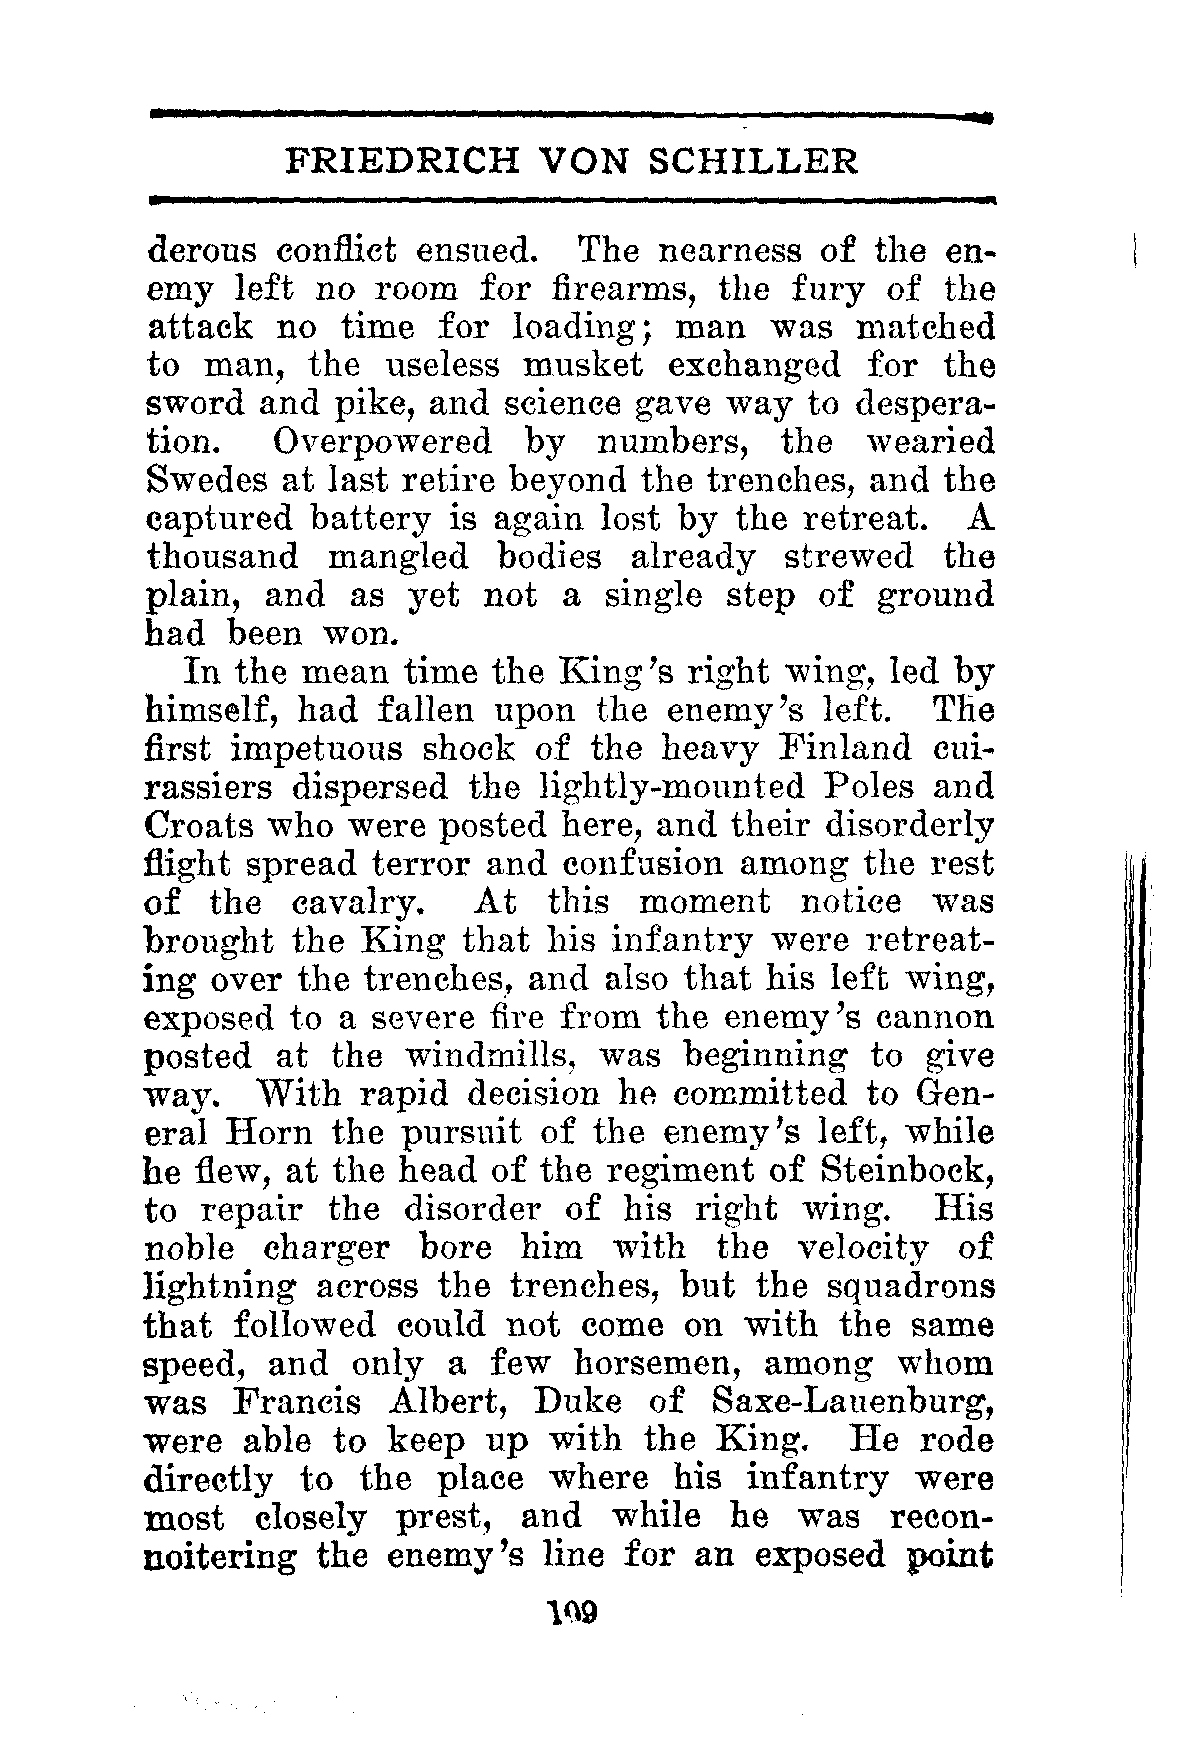 FRIEDRICH VON SCHILLER
derous conflict ensued. The nearness of the en-
emy left no room for firearms, the fury of the
attack no time for loading; man was matched
to man, the useless musket exchanged for the
sword and pike, and science gave way to despera-
tion. Overpowered by numbers, the wearied
Swedes at last retire beyond the trenches, and the
captured battery is again lost by the retreat. A
thousand mangled bodies already strewed the
plain, and as yet not a single step of ground
had been won.
In the mean time the King's right wing, led by
himself, had fallen upon the enemy's left. The
first impetuous shock of the heavy Finland cui-
rassiers dispersed the lightly-mounted Poles and
Croats who were posted here, and their disorderly
flight spread terror and confusion among the rest
of the cavalry. At this moment notice was
brought the King that his infantry were retreat-
ing over the trenches, and also that his left wing,
exposed to a severe fire from the enemy's cannon
posted at the windmills, was beginning to give
way. With rapid decision he committed to Gen-
eral Horn the pursuit of the enemy's left, while
he flew, at the head of the regiment of Steinbock,
to repair the disorder of his right wing. His
noble charger bore him with the velocity of
lightning across the trenches, but the squadrons
that followed could not come on with the same
speed, and only a few horsemen, among whom
was Francis Albert, Duke of Saxe-Lauenburg,
were able to keep up with the King. He rode
directly to the place where his infantry were
most closely prest, and while he was recon-
noitering the enemy's line for an exposed point
109